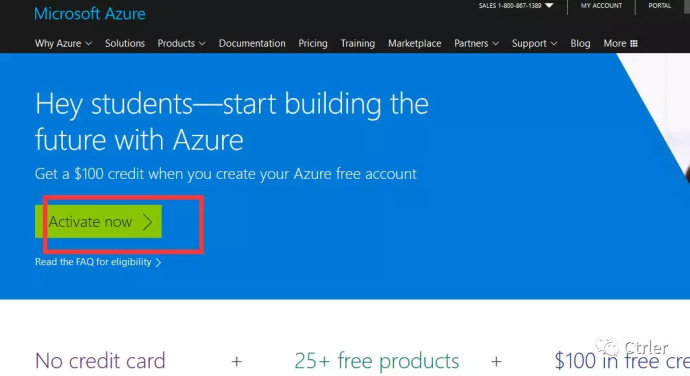 Microsoft Azure
SALES 1-800-867-1389
MY ACCOUNT
PORTAL
Why Azure
Solutions
Products
Documentation
Pricing
Training
Marketplace
Partners
Support
Blog
More
Hey students—start building the
future with Azure
Get a $100 credit when you create your Azure free account
Activate now
Read the FAQ for eligibility
Ctrler
No credit card + 25+ free products + $100 in free cre